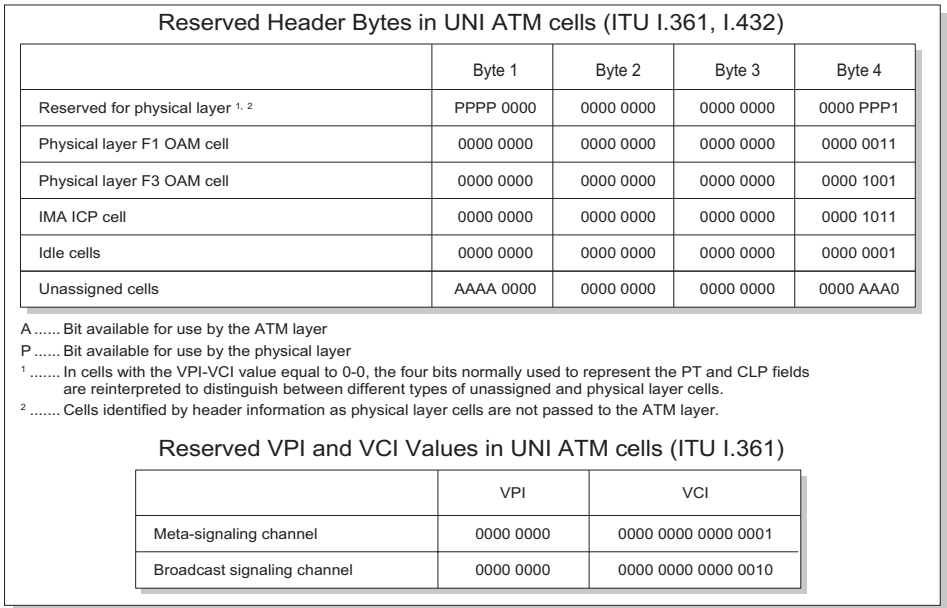 Reserved Header Bytes in UNI ATM cells (ITU I.361, I.432)
Byte 1 Byte 2 Byte 3 Byte 4
Reserved for physical layer 1, 2 PPPP 0000 0000 0000 0000 0000 0000 PPP1
Physical layer F1 OAM cell 0000 0000 0000 0000 0000 0000 0000 0011
Physical layer F3 OAM cell 0000 0000 0000 0000 0000 0000 0000 1001
IMA ICP cell 0000 0000 0000 0000 0000 0000 0000 1011
Idle cells 0000 0000 0000 0000 0000 0000 0000 0001
Unassigned cells AAAA 0000 0000 0000 0000 0000 0000 AAA0
A ...... Bit available for use by the ATM layer
P ...... Bit available for use by the physical layer
1 ....... In cells with the VPI-VCI value equal to 0-0, the four bits normally used to represent the PT and CLP fields
are reinterpreted to distinguish between different types of unassigned and physical layer cells.
2 ....... Cells identified by header information as physical layer cells are not passed to the ATM layer.
Reserved VPI and VCI Values in UNI ATM cells (ITU I.361)
VPI VCI
Meta-signaling channel 0000 0000 0000 0000 0000 0001
Broadcast signaling channel 0000 0000 0000 0000 0000 0010